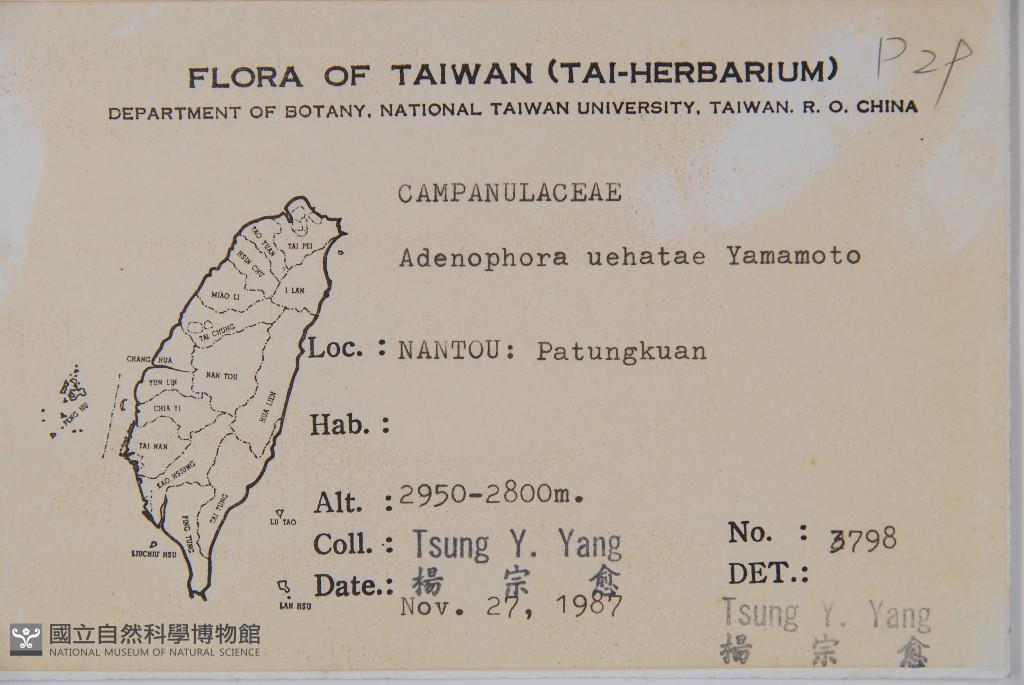 P 29
FLORA OF TAIWAN (TAI-HERBARIUM)
DEPARTMENT OF BOTANY, NATIONAL TAIWAN UNIVERSITY, TAIWAN. R. O. CHINA
CAMPANULACEAE
Adenophora uehatae Yamamoto
Loc. : NANTOU: Patungkuan
Hab. :
Alt. : 2950-2800m.
Coll. : Tsung Y. Yang
楊 宗 愈
Date.: Nov. 27, 1987
No. : 3798
DET.:
Tsung Y. Yang
楊 宗 愈
TAO YUAN
TAI PEI
HSIN CHU
I LAN
MIAO LI
TAI CHUNG
CHANG HUA
NAN TOU
YUN LIN
HUA LIEN
CHIA YI
PENG HU
TAI NAN
KAO HSIUNG
TAI TUNG
PING TUNG
LU TAO
LIUCHIU HSU
LAN HSU
國立自然科學博物館
NATIONAL MUSEUM OF NATURAL SCIENCE